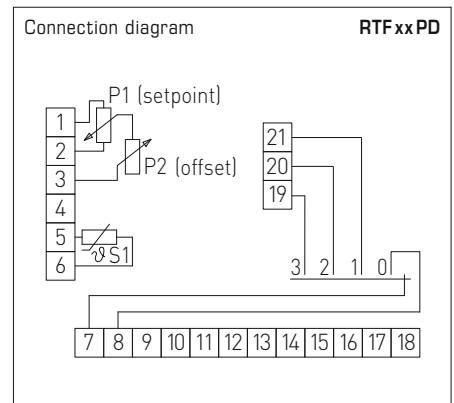 Connection diagram RTF xx PD
P1 (setpoint)
1
2
3
4
5
6
P2 (offset)
ϑ S1
21
20
19
3 2 1 0
7 8 9 10 11 12 13 14 15 16 17 18